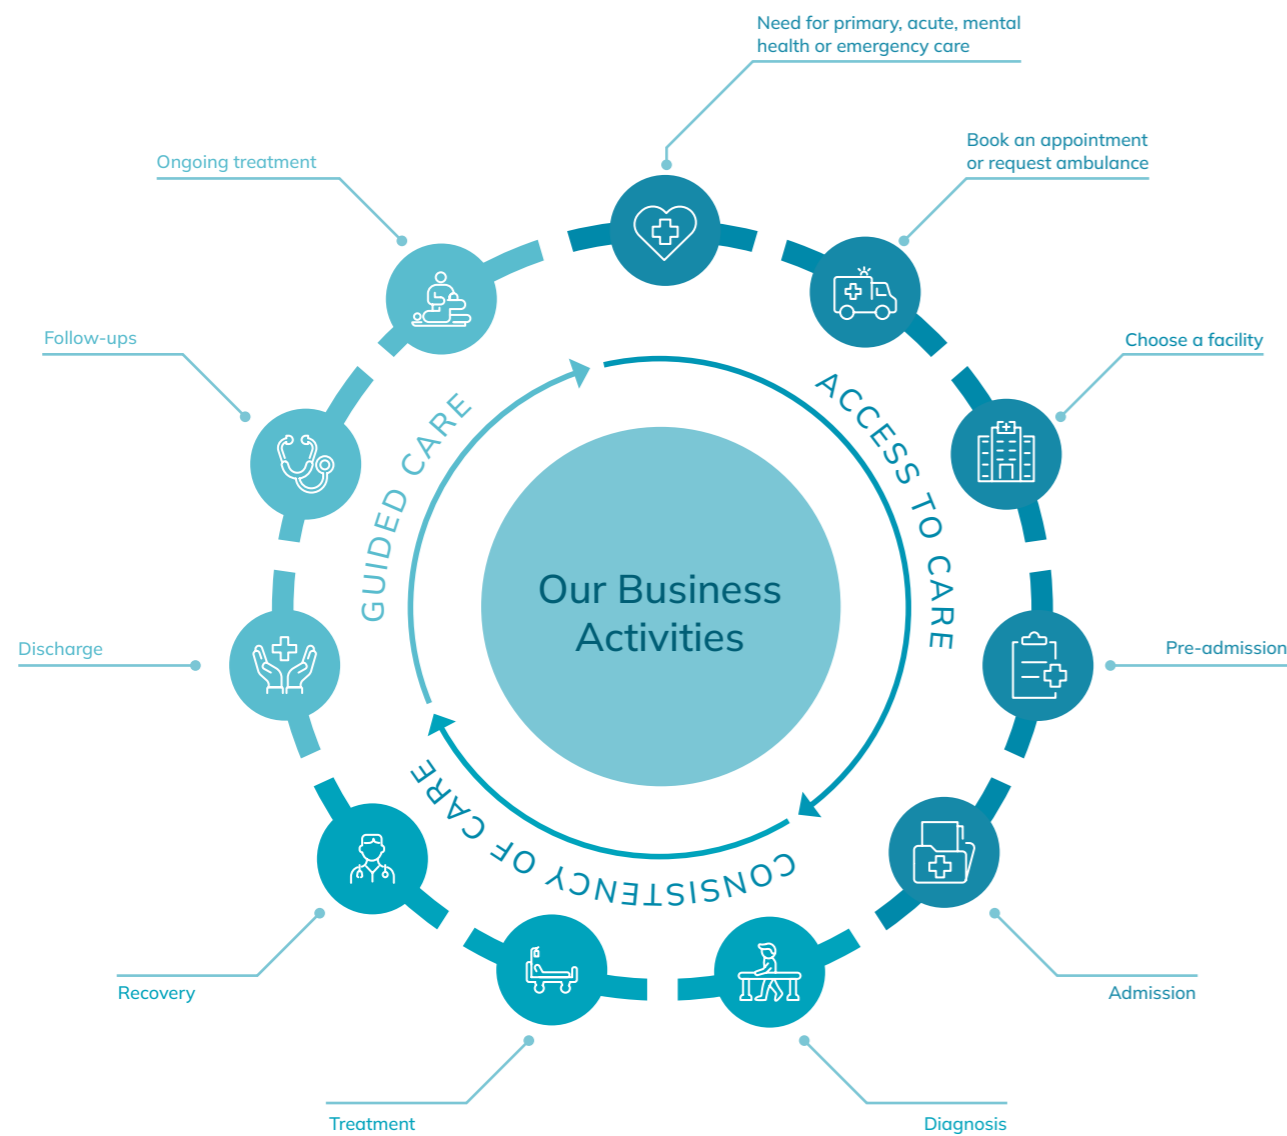 Need for primary, acute, mental
health or emergency care
Book an appointment
or request ambulance
Choose a facility
Pre-admission
Admission
Diagnosis
Treatment
Recovery
Discharge
Follow-ups
Ongoing treatment
ACCESS TO CARE
CONSISTENCY OF CARE
GUIDED CARE
Our Business
Activities